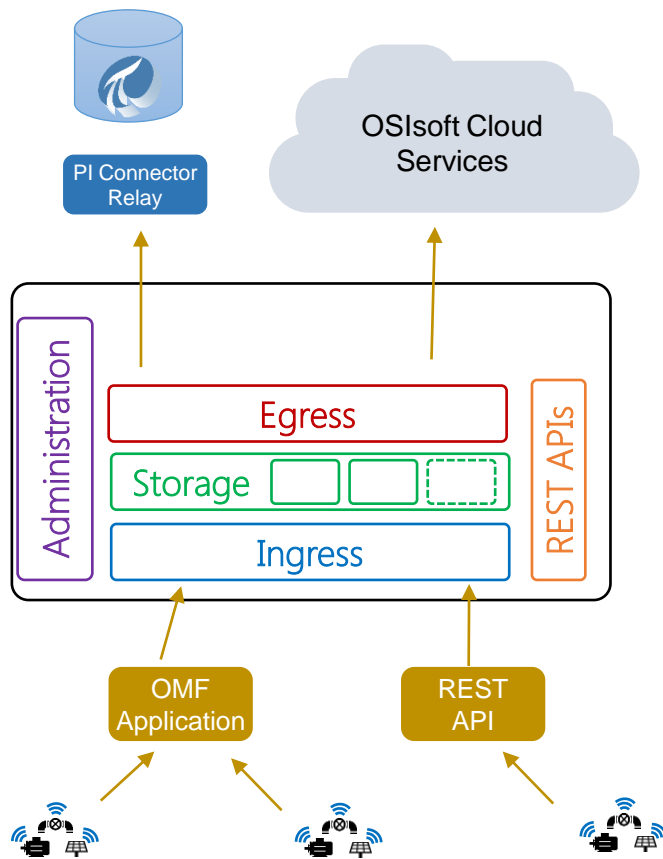 OSIsoft Cloud
Services
PI Connector
Relay
Administration
Egress
Storage
Ingress
REST APIs
OMF
Application
REST
API